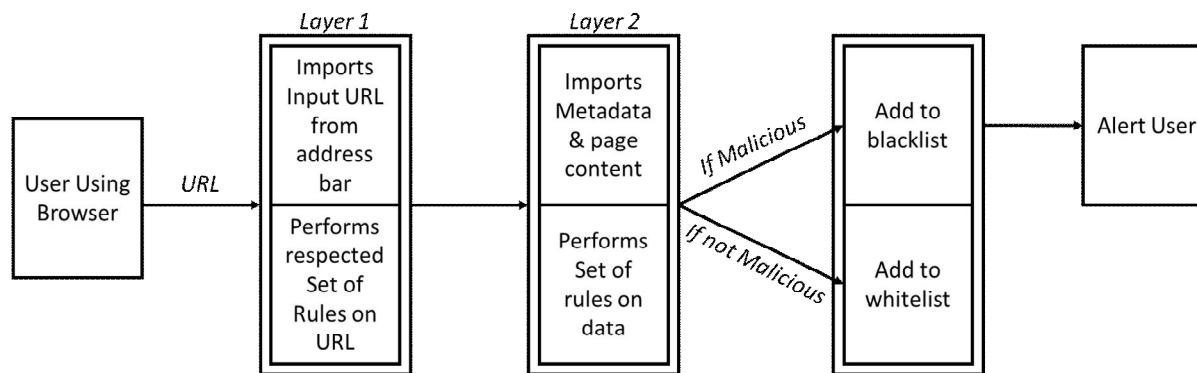 Layer 1
Layer 2
User Using
Browser
URL
Imports
Input URL
from
address
bar
Performs
respected
Set of
Rules on
URL
Imports
Metadata
& page
content
Performs
Set of
rules on
data
If Malicious
If not Malicious
Add to
blacklist
Add to
whitelist
Alert User